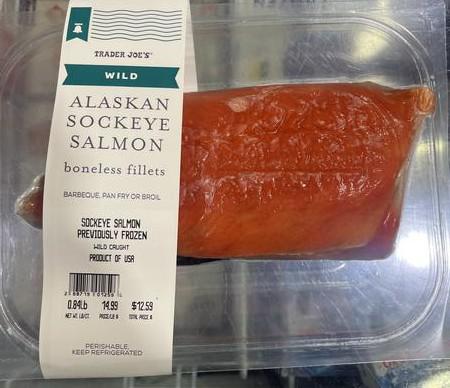 TRADER JOE'S®
WILD
ALASKAN
SOCKEYE
SALMON
boneless fillets
BARBEQUE, PAN FRY OR BROIL
SOCKEYE SALMON
PREVIOUSLY FROZEN
WILD CAUGHT
PRODUCT OF USA
0.84lb 14.99 $12.59
NET WT. LB/CT. PRICE/LB $ TOTAL PRICE $
PERISHABLE,
KEEP REFRIGERATED